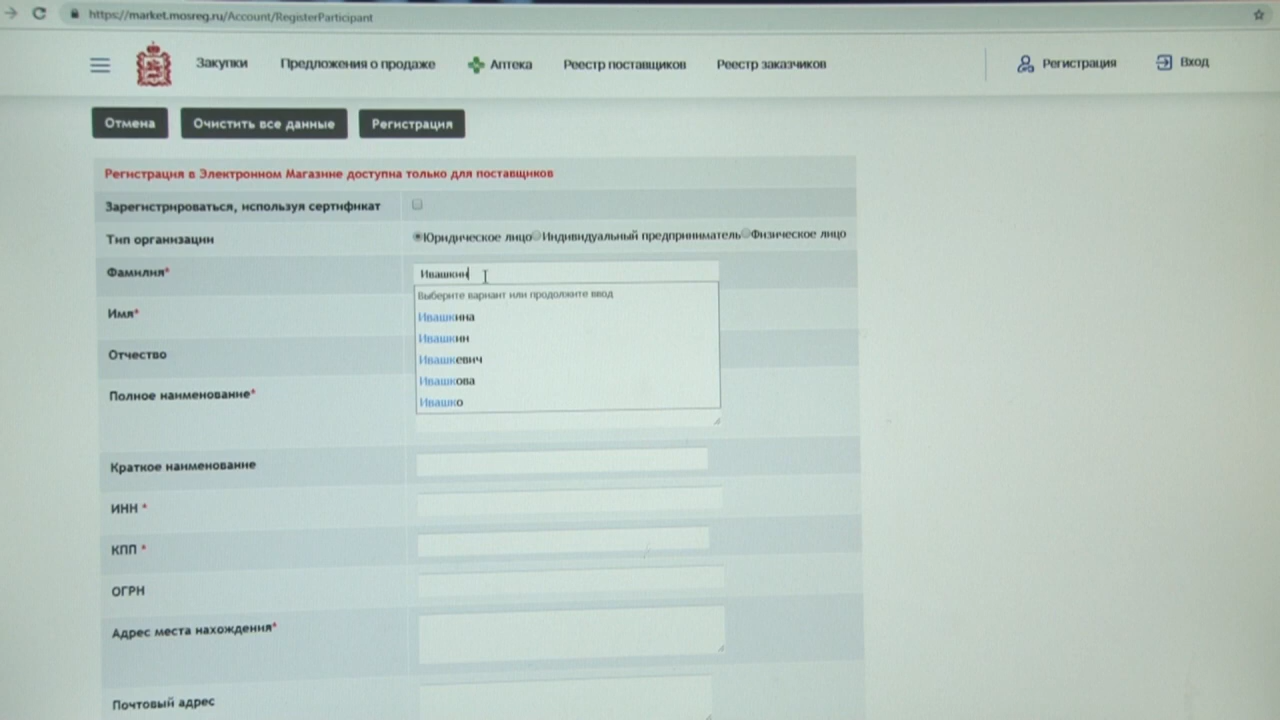 https://market.mosreg.ru/Account/RegisterParticipant
Закупки Предложения о продаже Аптека Реестр поставщиков Реестр заказчиков Регистрация Вход
Отмена Очистить все данные Регистрация
Регистрация в Электронном Магазине доступна только для поставщиков
Зарегистрироваться, используя сертификат
Тип организации Юридическое лицо Индивидуальный предприниматель Физическое лицо
Фамилия* Ивашкин
Выберите вариант или продолжите ввод
Ивашкина
Имя*
Ивашкин
Отчество
Ивашкевич
Ивашкова
Полное наименование*
Ивашко
Краткое наименование
ИНН *
КПП *
ОГРН
Адрес места нахождения*
Почтовый адрес